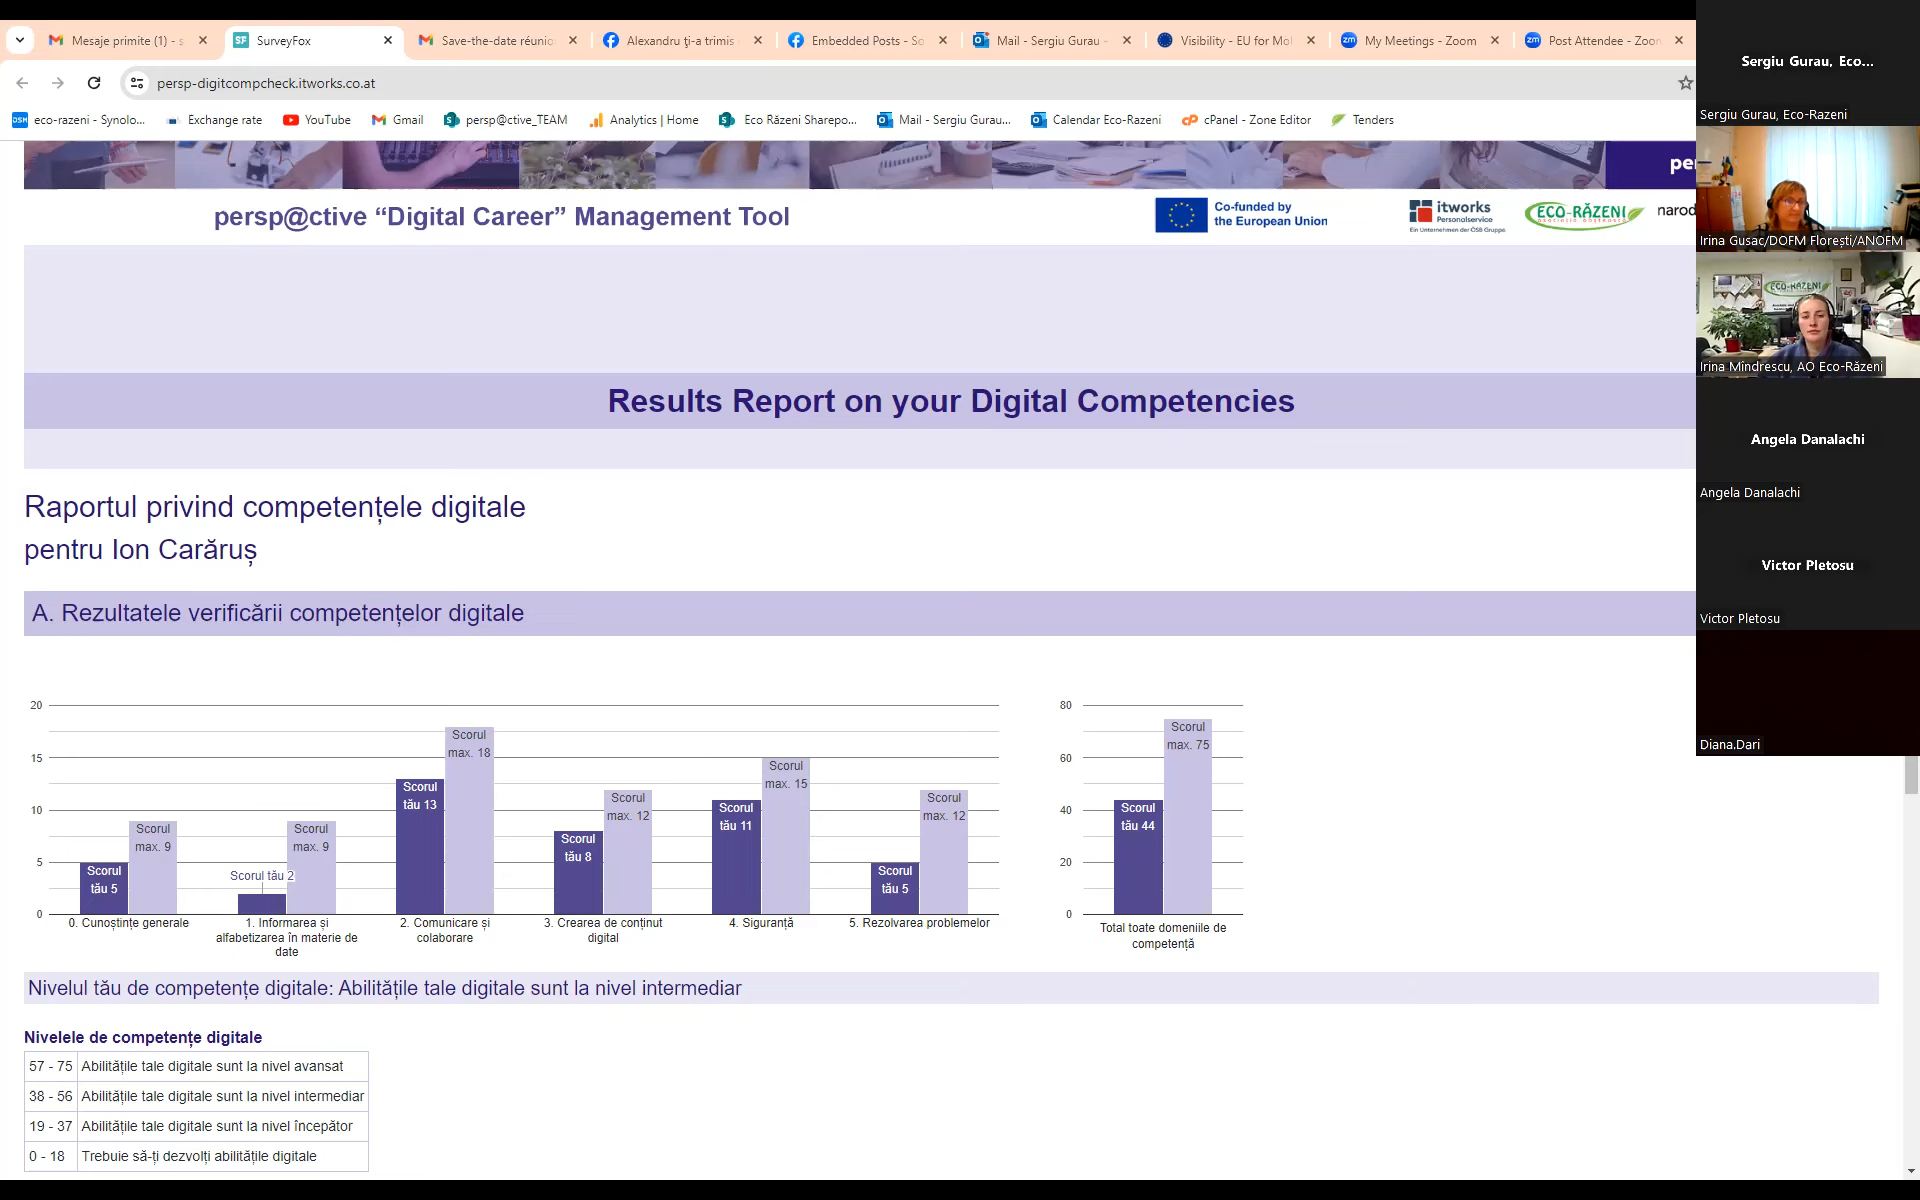 Mesaje primite (1) - s
SurveyFox
Save-the-date réunio
Alexandru ți-a trimis
Embedded Posts - So
Mail - Sergiu Gurau -
Visibility - EU for Mol
My Meetings - Zoom
Post Attendee - Zoom
persp-digitcompcheck.itworks.co.at
eco-razeni - Synolo...
Exchange rate
YouTube
Gmail
persp@ctive_TEAM
Analytics | Home
Eco Răzeni Sharepo...
Mail - Sergiu Gurau...
Calendar Eco-Razeni
cPanel - Zone Editor
Tenders
per
persp@ctive “Digital Career” Management Tool
Co-funded by
the European Union
itworks
Personalservice
Ein Unternehmen der ÖSB Gruppe
ECO-RĂZENI
narod
Results Report on your Digital Competencies
Raportul privind competențele digitale
pentru Ion Carăruș
A. Rezultatele verificării competențelor digitale
20
15
10
5
0
Scorul
tău 5
Scorul
max. 9
Scorul tău 2
Scorul
max. 9
Scorul
tău 13
Scorul
max. 18
Scorul
tău 8
Scorul
max. 12
Scorul
tău 11
Scorul
max. 15
Scorul
tău 5
Scorul
max. 12
0. Cunoștințe generale
1. Informarea și
alfabetizarea în materie de
date
2. Comunicare și
colaborare
3. Crearea de conținut
digital
4. Siguranță
5. Rezolvarea problemelor
80
60
40
20
0
Scorul
tău 44
Scorul
max. 75
Total toate domeniile de
competență
Nivelul tău de competențe digitale: Abilitățile tale digitale sunt la nivel intermediar
Nivelele de competențe digitale
57 - 75 Abilitățile tale digitale sunt la nivel avansat
38 - 56 Abilitățile tale digitale sunt la nivel intermediar
19 - 37 Abilitățile tale digitale sunt la nivel începător
0 - 18 Trebuie să-ți dezvolți abilitățile digitale
Sergiu Gurau, Eco...
Sergiu Gurau, Eco-Razeni
Irina Gusac/DOFM Florești/ANOFM
ECO-RĂZENI
Irina Mîndrescu, AO Eco-Răzeni
Angela Danalachi
Angela Danalachi
Victor Pletosu
Victor Pletosu
Diana.Dari